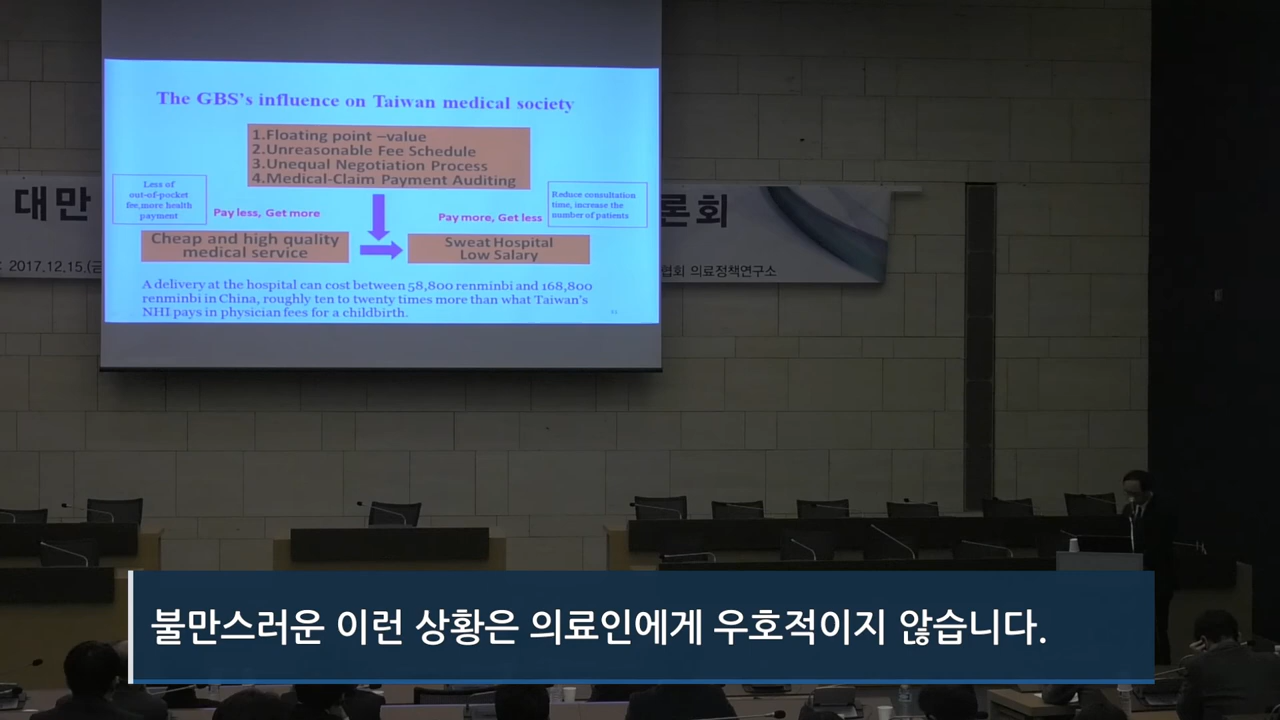 The GBS's influence on Taiwan medical society
1.Floating point –value
2.Unreasonable Fee Schedule
3.Unequal Negotiation Process
4.Medical-Claim Payment Auditing
Less of
out-of-pocket
fee,more health
payment
Pay less, Get more
Pay more, Get less
Reduce consultation
time, increase the
number of patients
Cheap and high quality
medical service
Sweat Hospital
Low Salary
A delivery at the hospital can cost between 58,800 renminbi and 168,800
renminbi in China, roughly ten to twenty times more than what Taiwan's
NHI pays in physician fees for a childbirth.
대만
론회
: 2017.12.15.(금
협회 의료정책연구소
불만스러운 이런 상황은 의료인에게 우호적이지 않습니다.